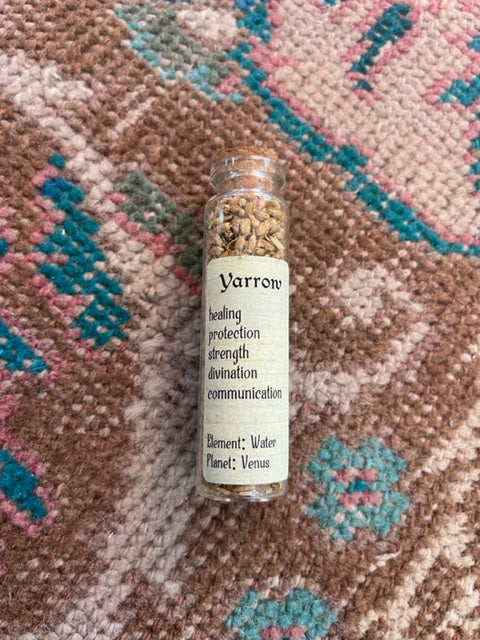 Yarrow
healing
protection
strength
divination
communication
Element: Water
Planet: Venus